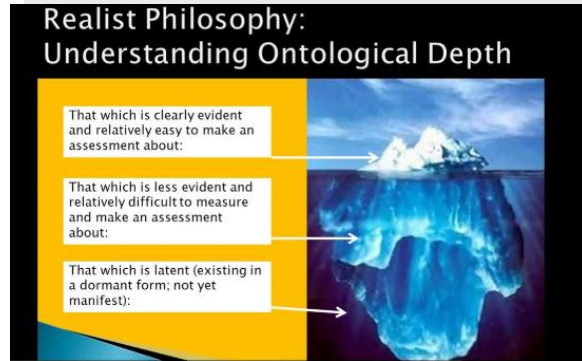 Realist Philosophy:
Understanding Ontological Depth
That which is clearly evident
and relatively easy to make an
assessment about:
That which is less evident and
relatively difficult to measure
and make an assessment
about:
That which is latent (existing in
a dormant form; not yet
manifest):